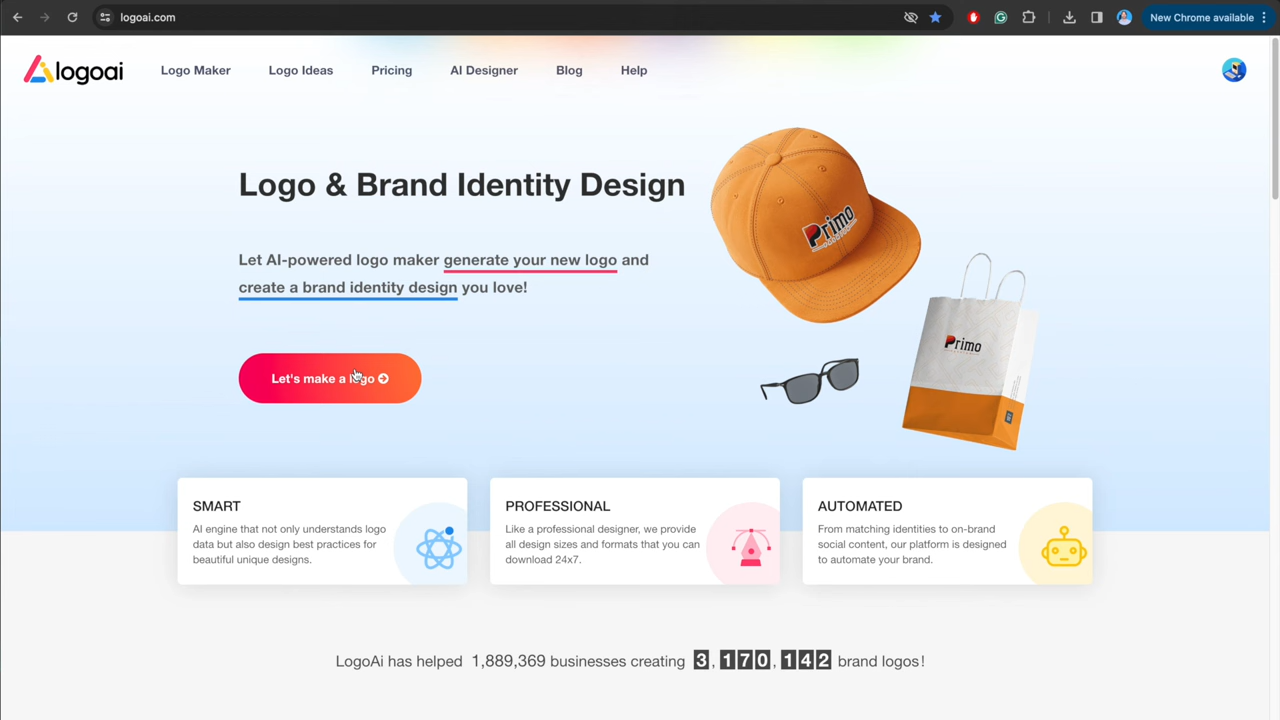 logoai.com
New Chrome available
logoai
Logo Maker
Logo Ideas
Pricing
AI Designer
Blog
Help
Logo & Brand Identity Design
Let AI-powered logo maker generate your new logo and
create a brand identity design you love!
Let's make a logo
Primo
Primo
SMART
AI engine that not only understands logo
data but also design best practices for
beautiful unique designs.
PROFESSIONAL
Like a professional designer, we provide
all design sizes and formats that you can
download 24x7.
AUTOMATED
From matching identities to on-brand
social content, our platform is designed
to automate your brand.
LogoAi has helped 1,889,369 businesses creating 3,170,142 brand logos!